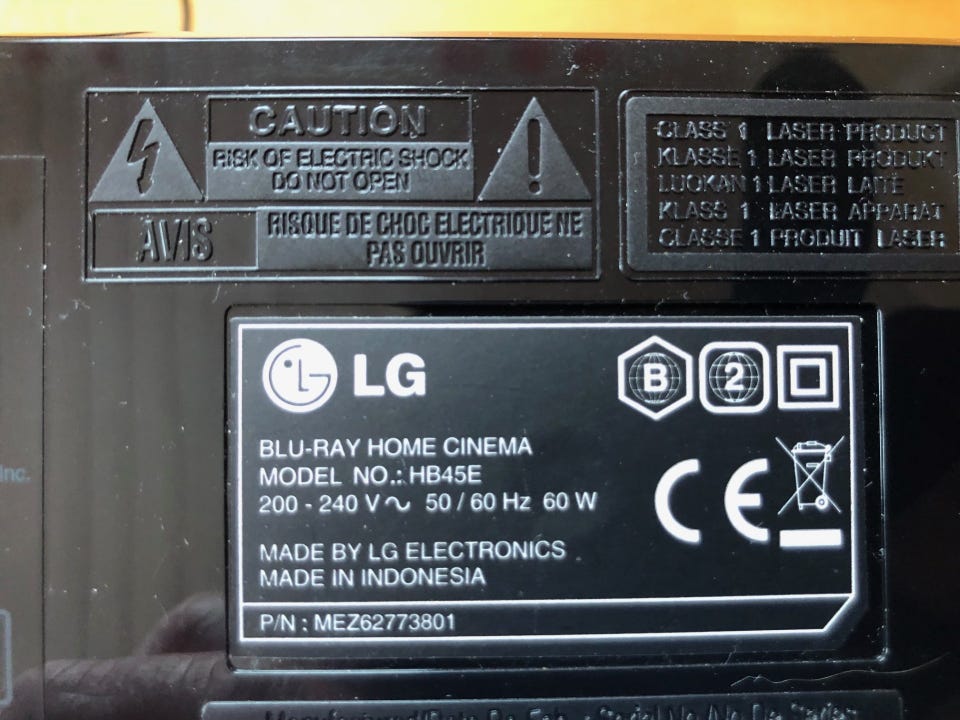 CAUTION
RISK OF ELECTRIC SHOCK
DO NOT OPEN
AVIS
RISQUE DE CHOC ELECTRIQUE NE
PAS OUVRIR
CLASS 1 LASER PRODUCT
KLASSE 1 LASER PRODUKT
LUOKAN 1 LASER LAITE
KLASS 1 LASER APPARAT
CLASSE 1 PRODUIT LASER
Inc.
LG
B 2
BLU-RAY HOME CINEMA
MODEL NO.: HB45E
200 - 240 V ~ 50 / 60 Hz 60 W
CE
MADE BY LG ELECTRONICS
MADE IN INDONESIA
P/N : MEZ62773801